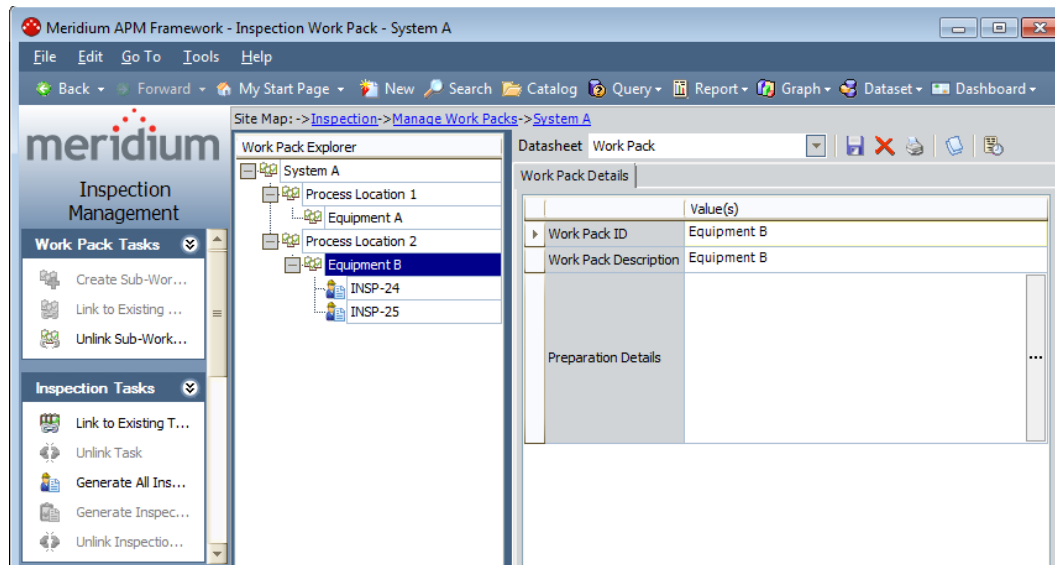 Meridium APM Framework - Inspection Work Pack - System A
File Edit Go To Tools Help
Back Forward My Start Page New Search Catalog Query Report Graph Dataset Dashboard
meridium
Inspection
Management
Work Pack Tasks
Create Sub-Wor...
Link to Existing ...
Unlink Sub-Work...
Inspection Tasks
Link to Existing T...
Unlink Task
Generate All Ins...
Generate Inspec...
Unlink Inspectio...
Site Map: ->Inspection->Manage Work Packs->System A
Work Pack Explorer
System A
Process Location 1
Equipment A
Process Location 2
Equipment B
INSP-24
INSP-25
Datasheet Work Pack
Work Pack Details
Value(s)
Work Pack ID Equipment B
Work Pack Description Equipment B
Preparation Details ...